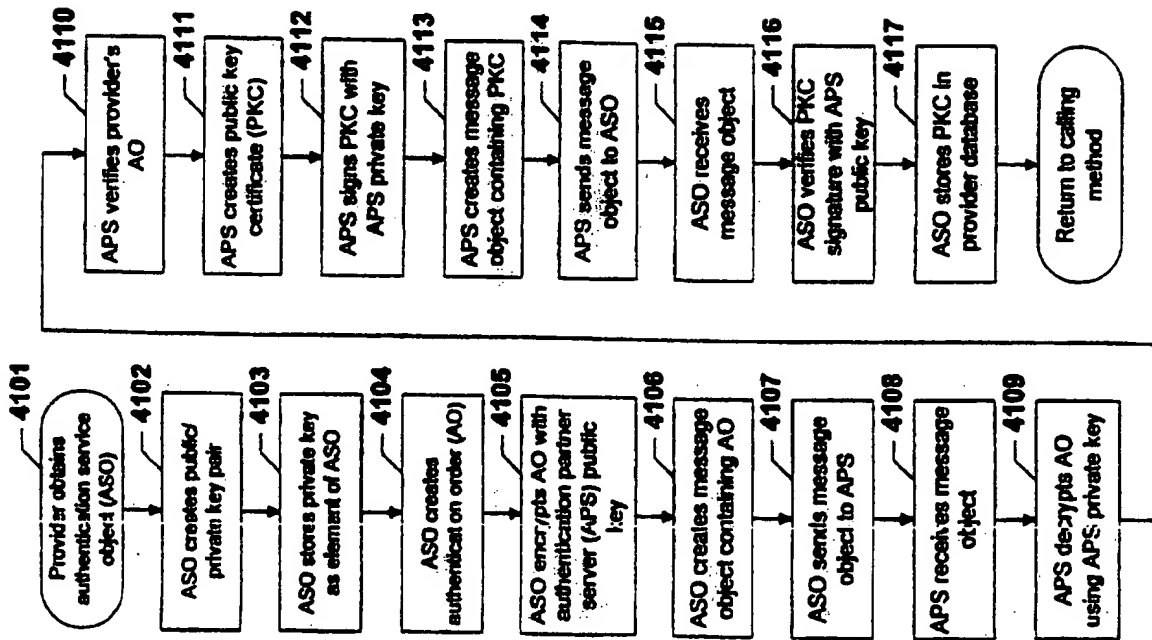 4101
Provider obtains
authentication service
object (ASO)
4102
ASO creates public/
private key pair
4103
ASO stores private key
as element of ASO
4104
ASO creates
authentication order (AO)
4105
ASO encrypts AO with
authentication partner
server (APS) public
key
4106
ASO creates message
object containing AO
4107
ASO sends message
object to APS
4108
APS receives message
object
4109
APS decrypts AO
using APS private key
4110
APS verifies provider's
AO
4111
APS creates public key
certificate (PKC)
4112
APS signs PKC with
APS private key
4113
APS creates message
object containing PKC
4114
APS sends message
object to ASO
4115
ASO receives
message object
4116
ASO verifies PKC
signature with APS
public key
4117
ASO stores PKC in
provider database
Return to calling
method